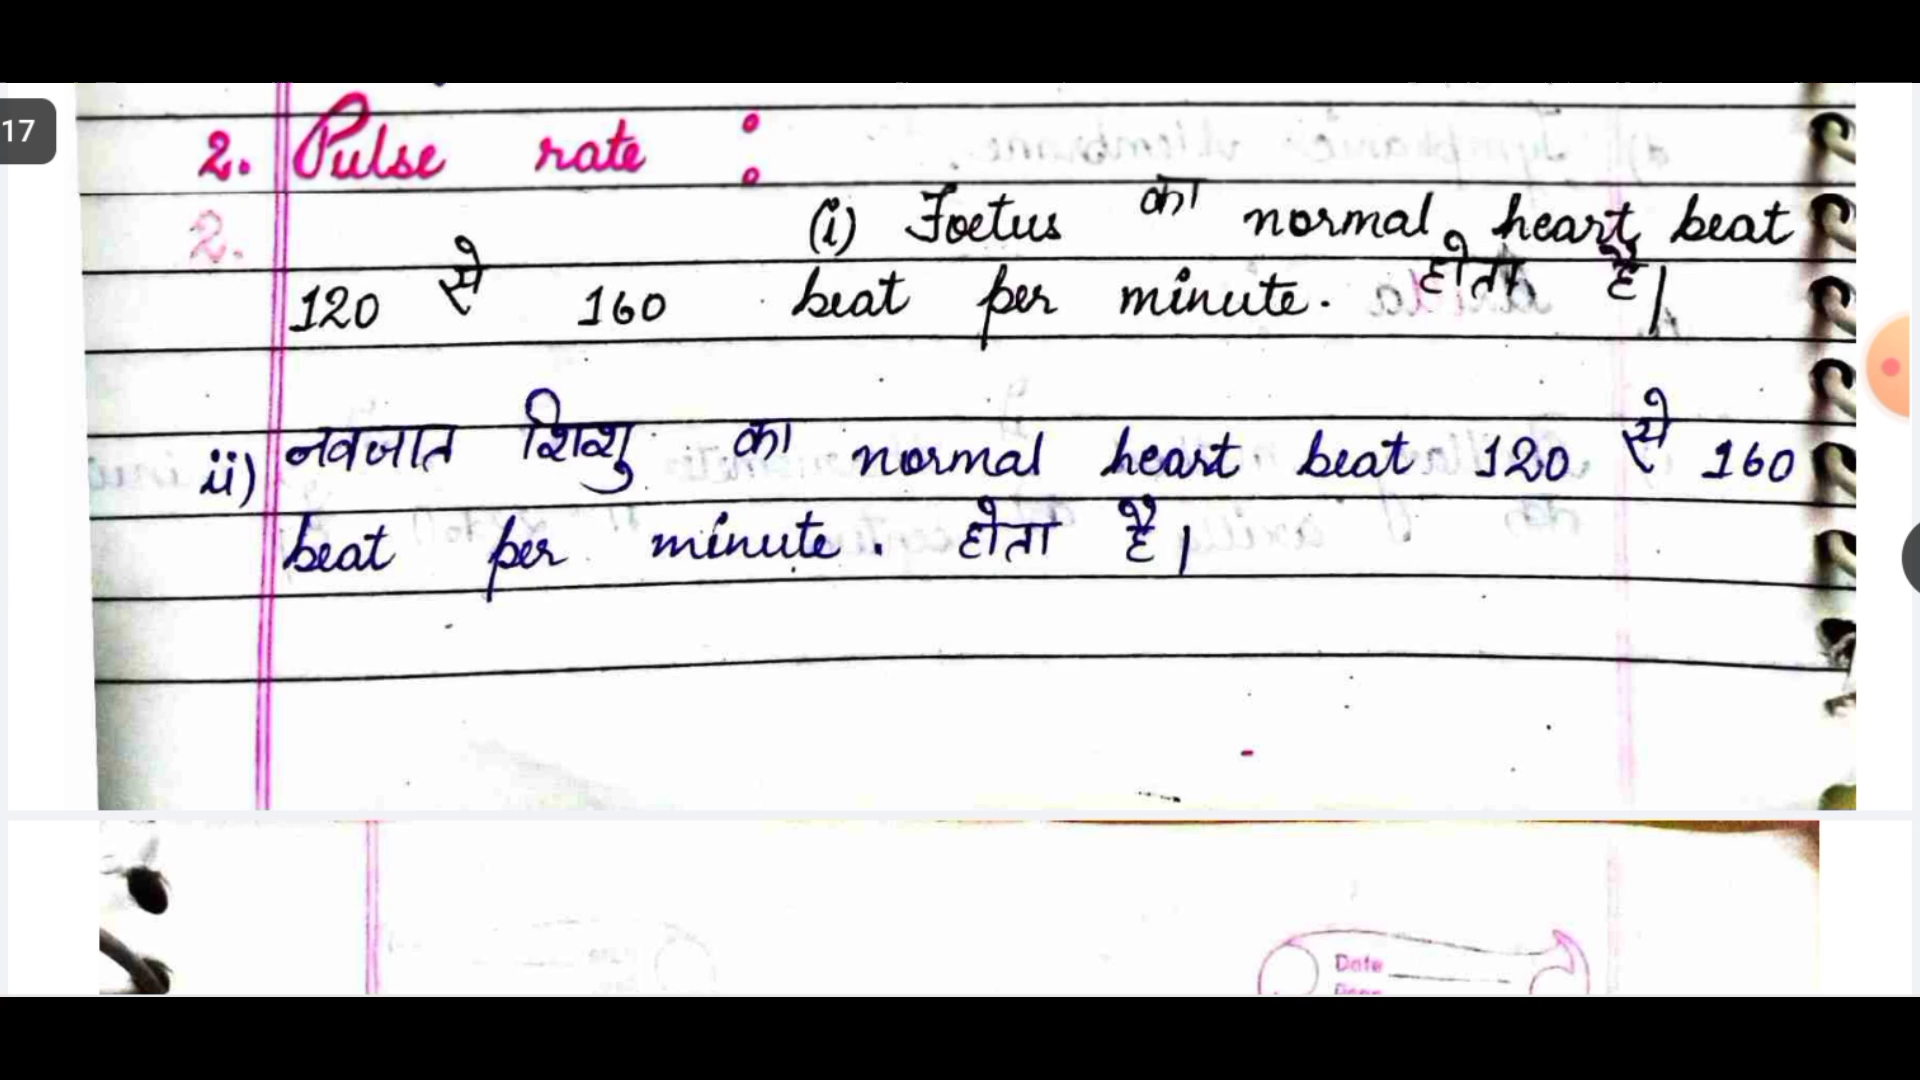 17
2. Pulse rate :
2.
(i) Foetus का normal heart beat
120 से 160 beat per minute. होता है।
ii) नवजात शिशु का normal heart beat 120 से 160
beat per minute. होता है।
Date